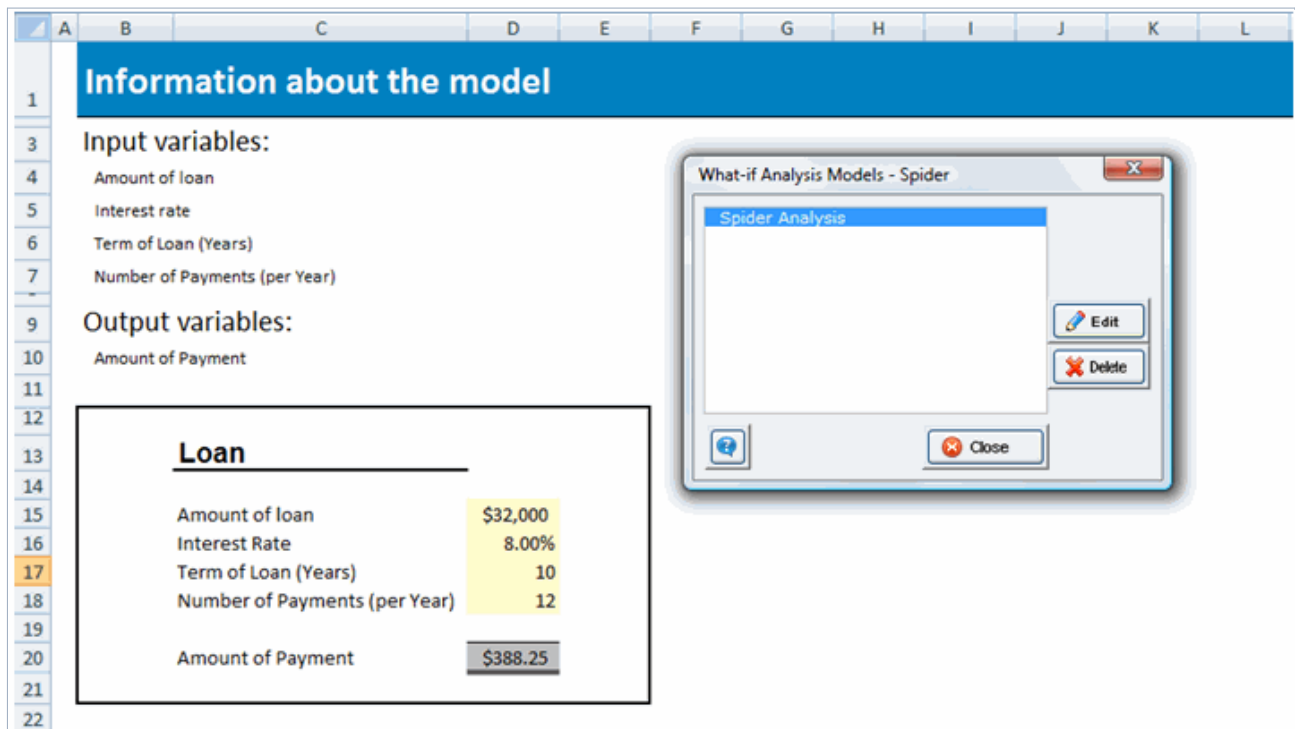 A B C D E F G H I J K L
1 Information about the model
3 Input variables:
4 Amount of loan
5 Interest rate
6 Term of Loan (Years)
7 Number of Payments (per Year)
9 Output variables:
10 Amount of Payment
11
12
13 Loan
14
15 Amount of loan $32,000
16 Interest Rate 8.00%
17 Term of Loan (Years) 10
18 Number of Payments (per Year) 12
19
20 Amount of Payment $388.25
21
22
What-if Analysis Models - Spider
Spider Analysis
Edit
Delete
Close